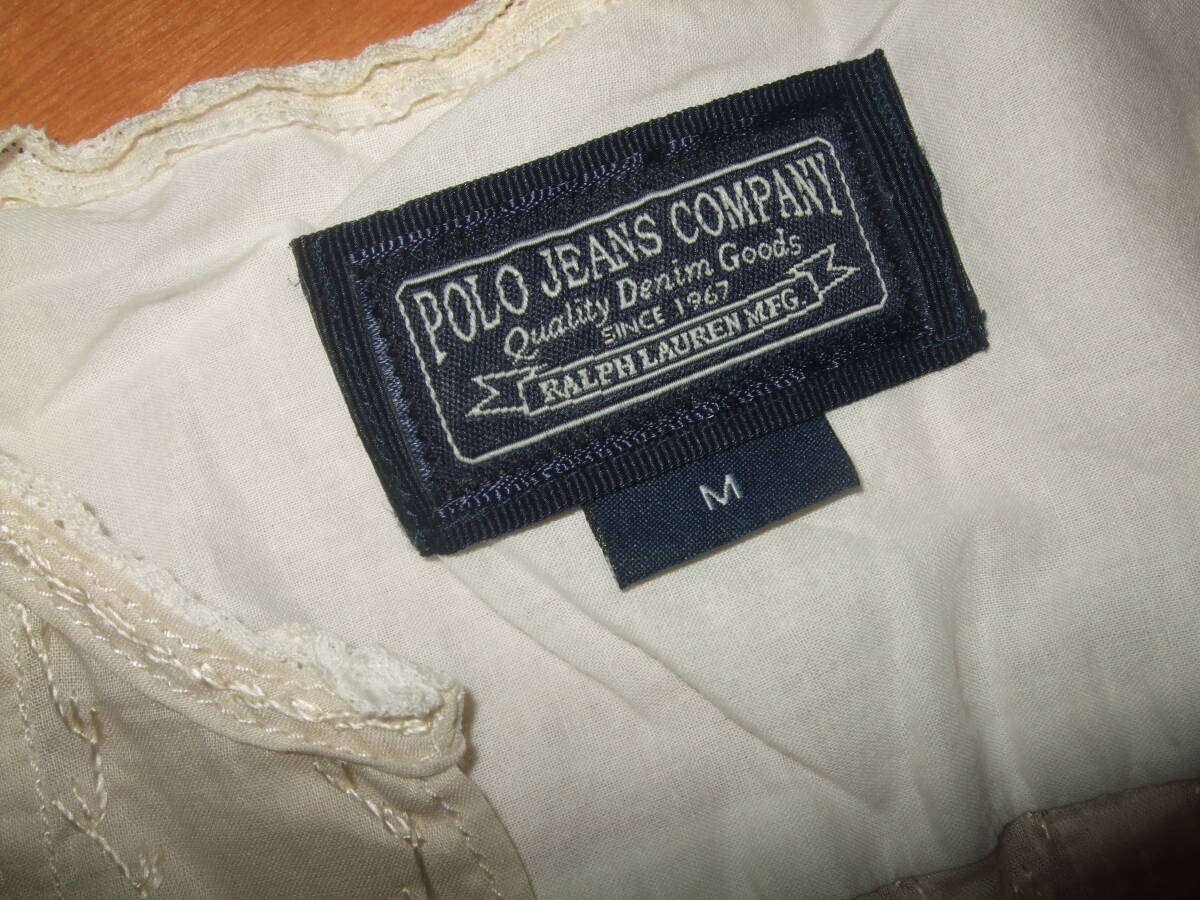 POLO JEANS COMPANY
Quality Denim Goods
SINCE 1967
RALPH LAUREN MFG.
M